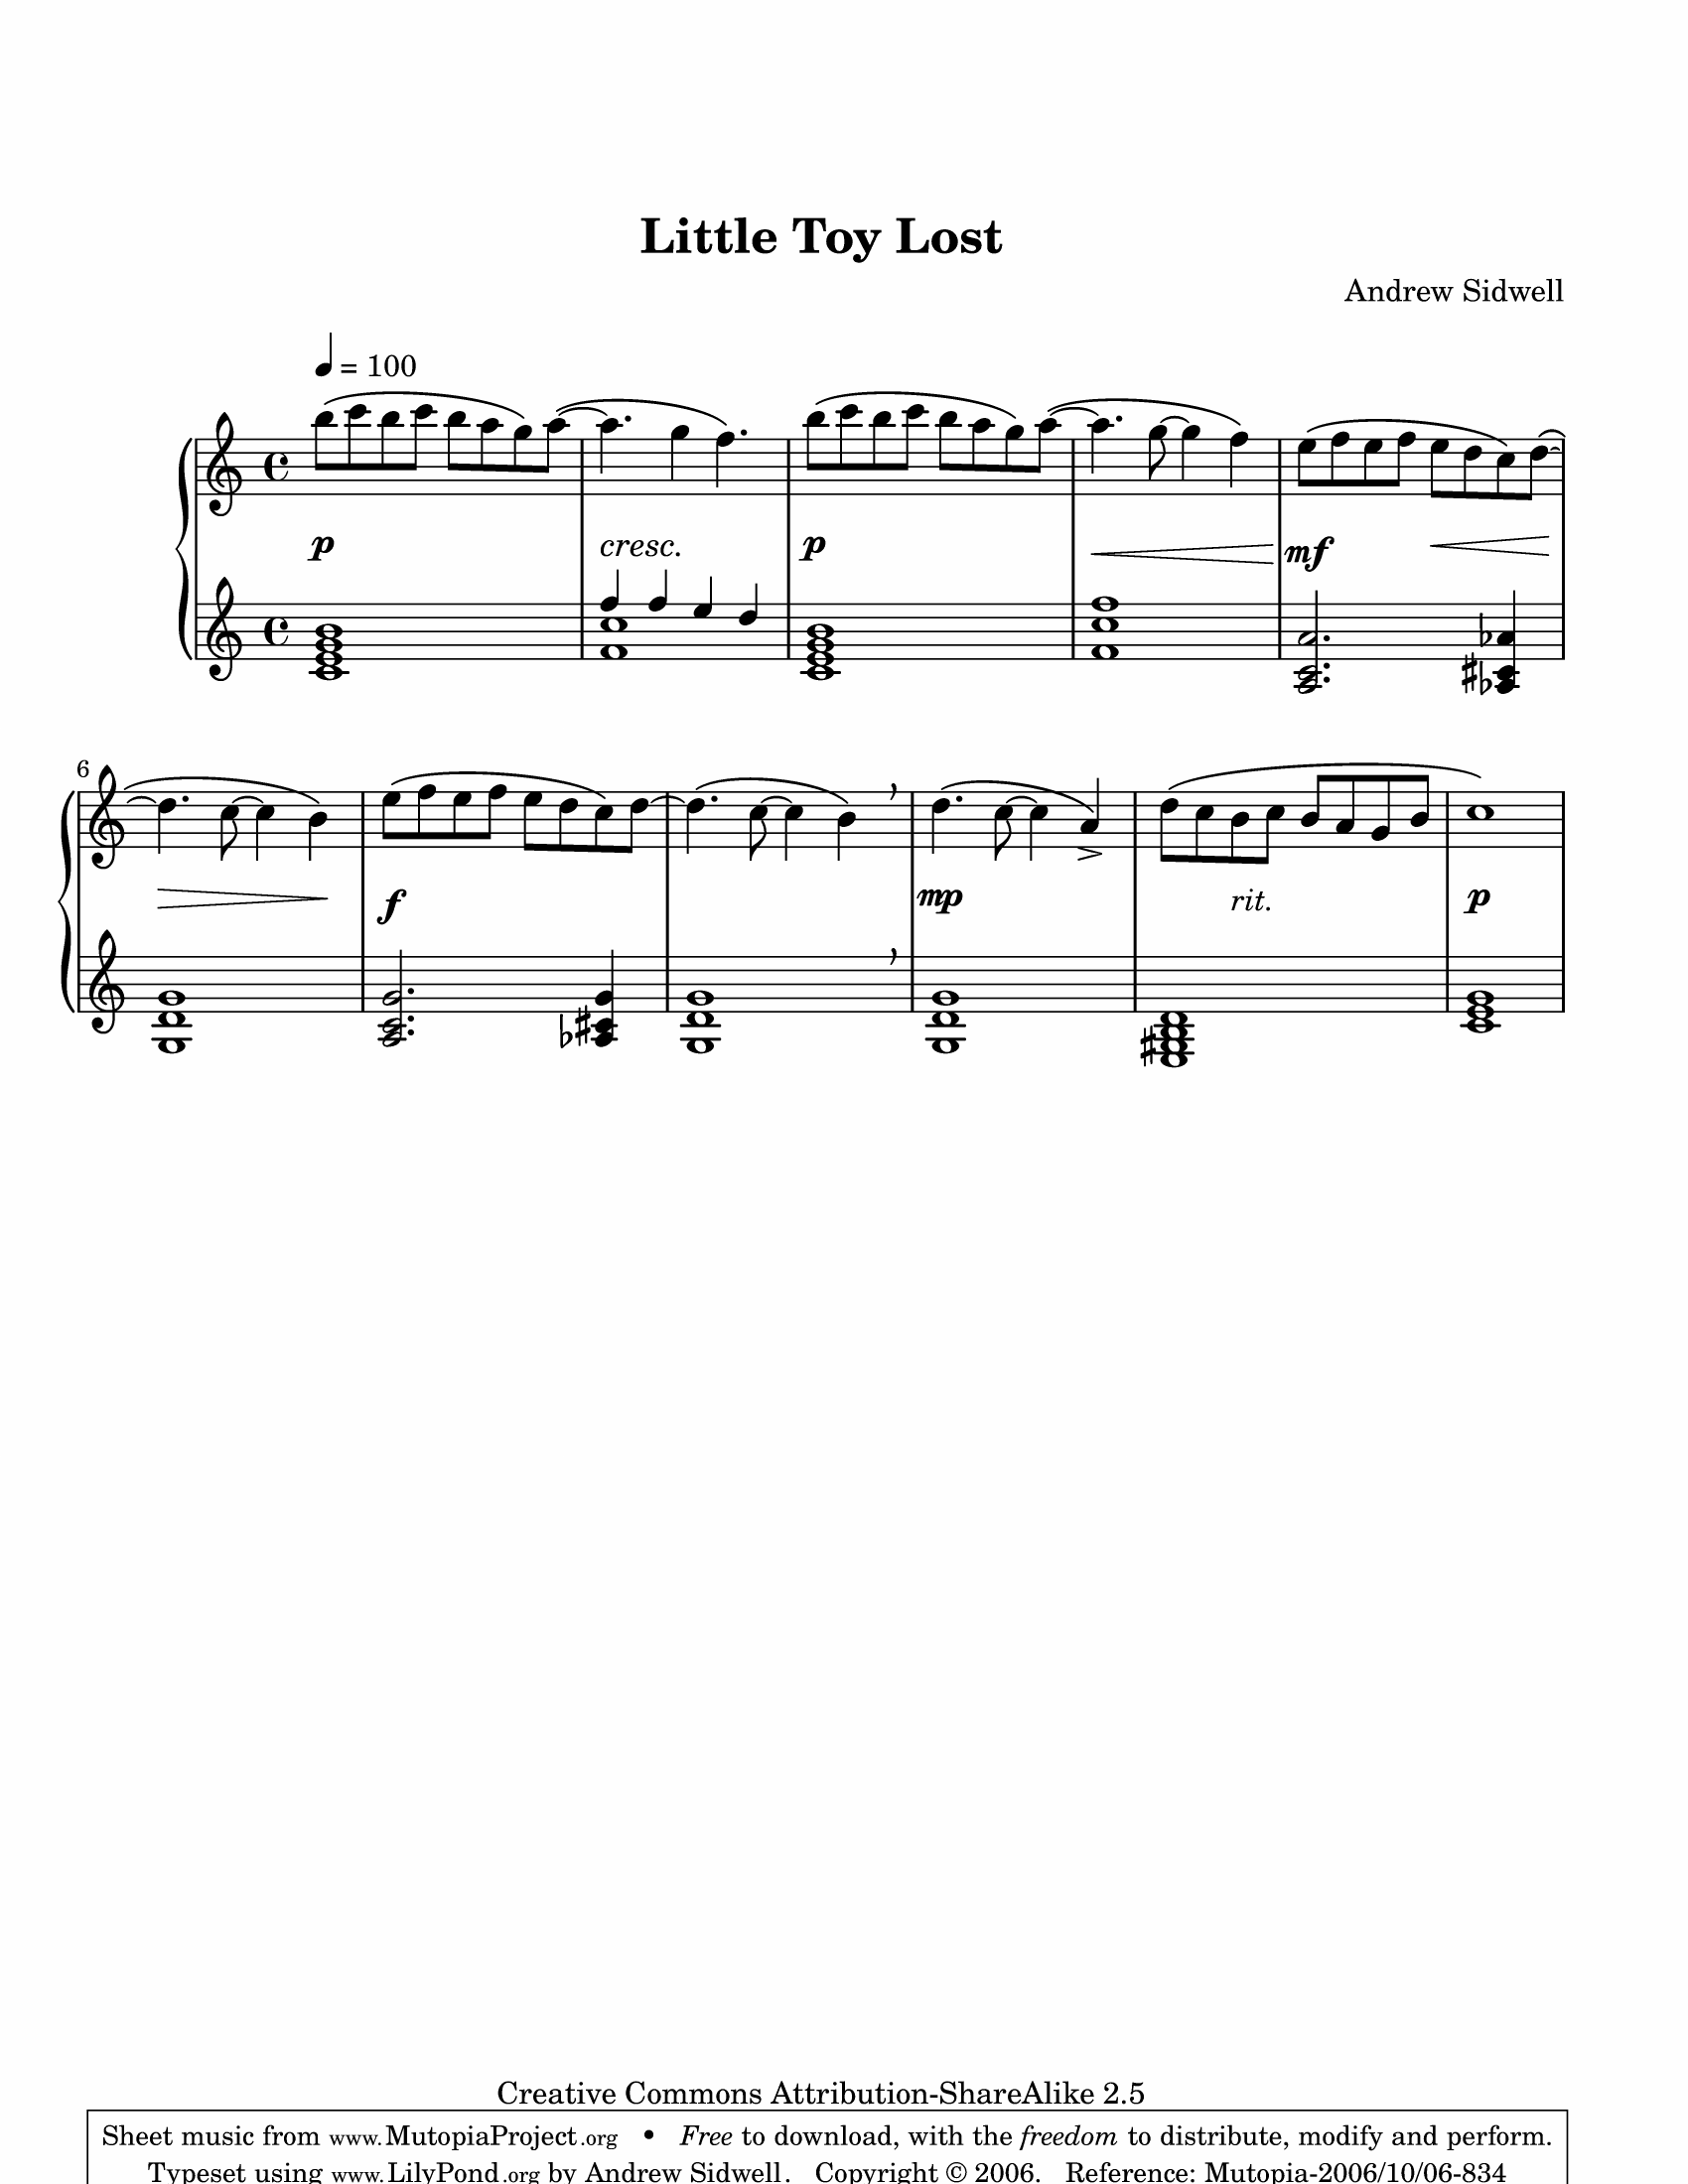 Little Toy Lost
Andrew Sidwell
= 100
p cresc. p mf
6
f mp rit. p
Creative Commons Attribution-ShareAlike 2.5
Sheet music from www.MutopiaProject.org • Free to download, with the freedom to distribute, modify and perform.
Typeset using www.LilyPond.org by Andrew Sidwell. Copyright © 2006. Reference: Mutopia-2006/10/06-834